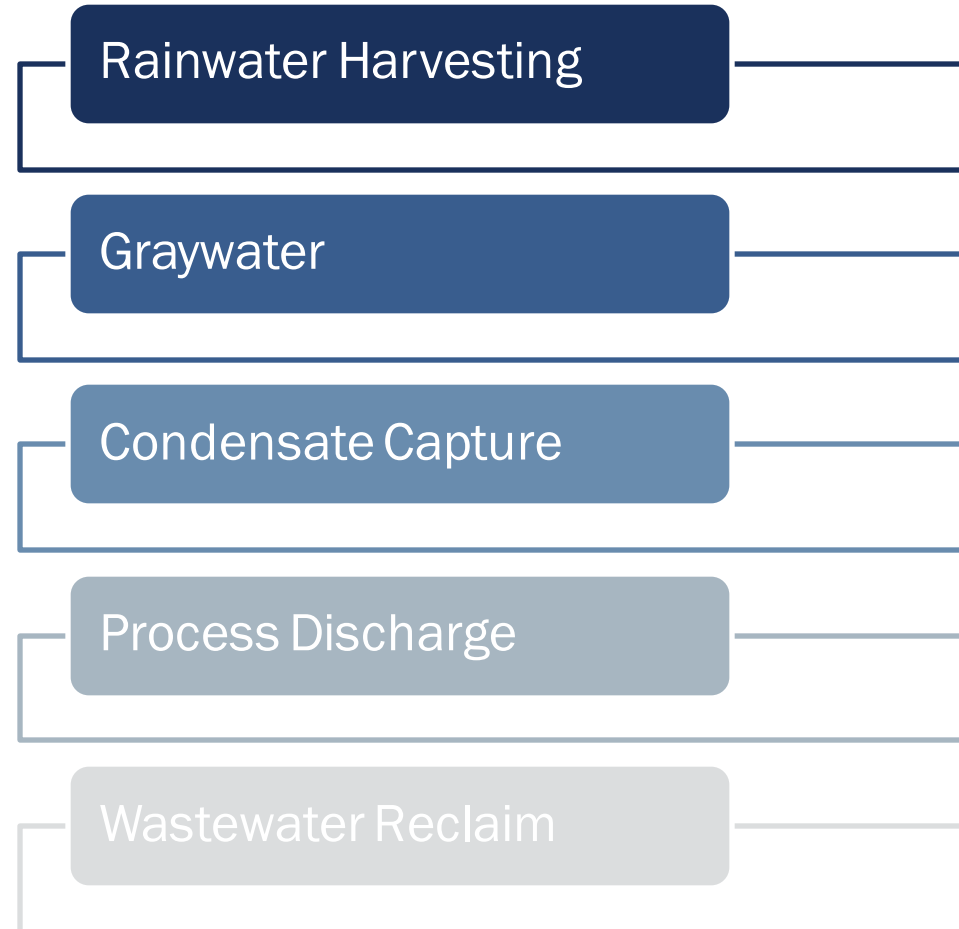 Rainwater Harvesting
Graywater
Condensate Capture
Process Discharge
Wastewater Reclaim